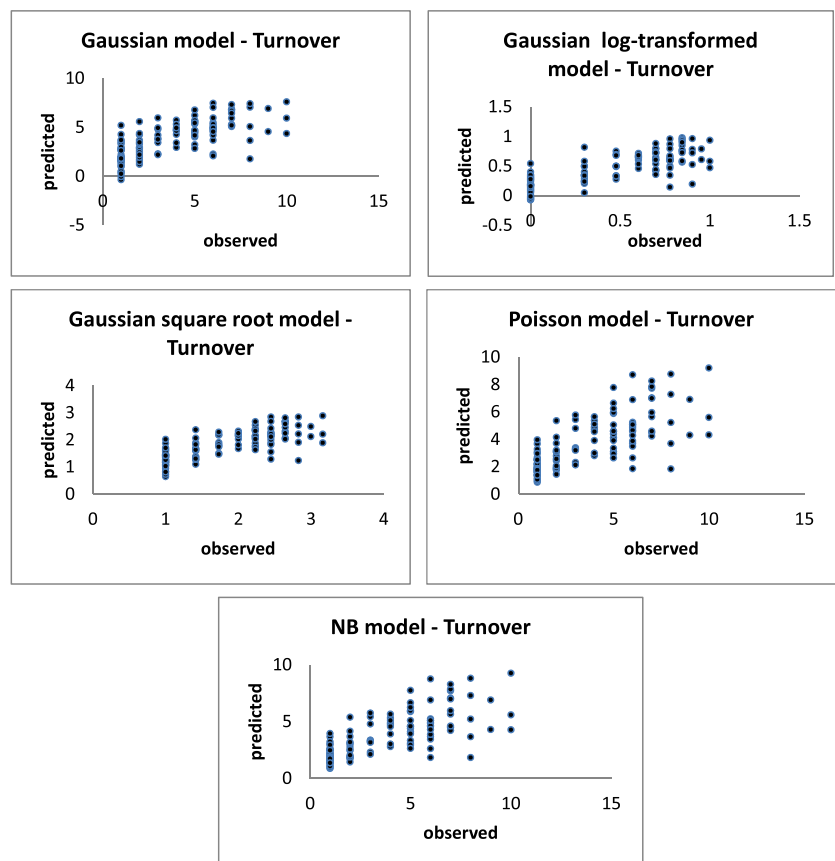 Gaussian model - Turnover
10
5
0
-5
0
5
10
15
predicted
observed
Gaussian log-transformed
model - Turnover
1.5
1
0.5
0
-0.5
0
0.5
1
1.5
predicted
observed
Gaussian square root model -
Turnover
4
3
2
1
0
0
1
2
3
4
predicted
observed
Poisson model - Turnover
10
8
6
4
2
0
0
5
10
15
predicted
observed
NB model - Turnover
10
5
0
0
5
10
15
predicted
observed